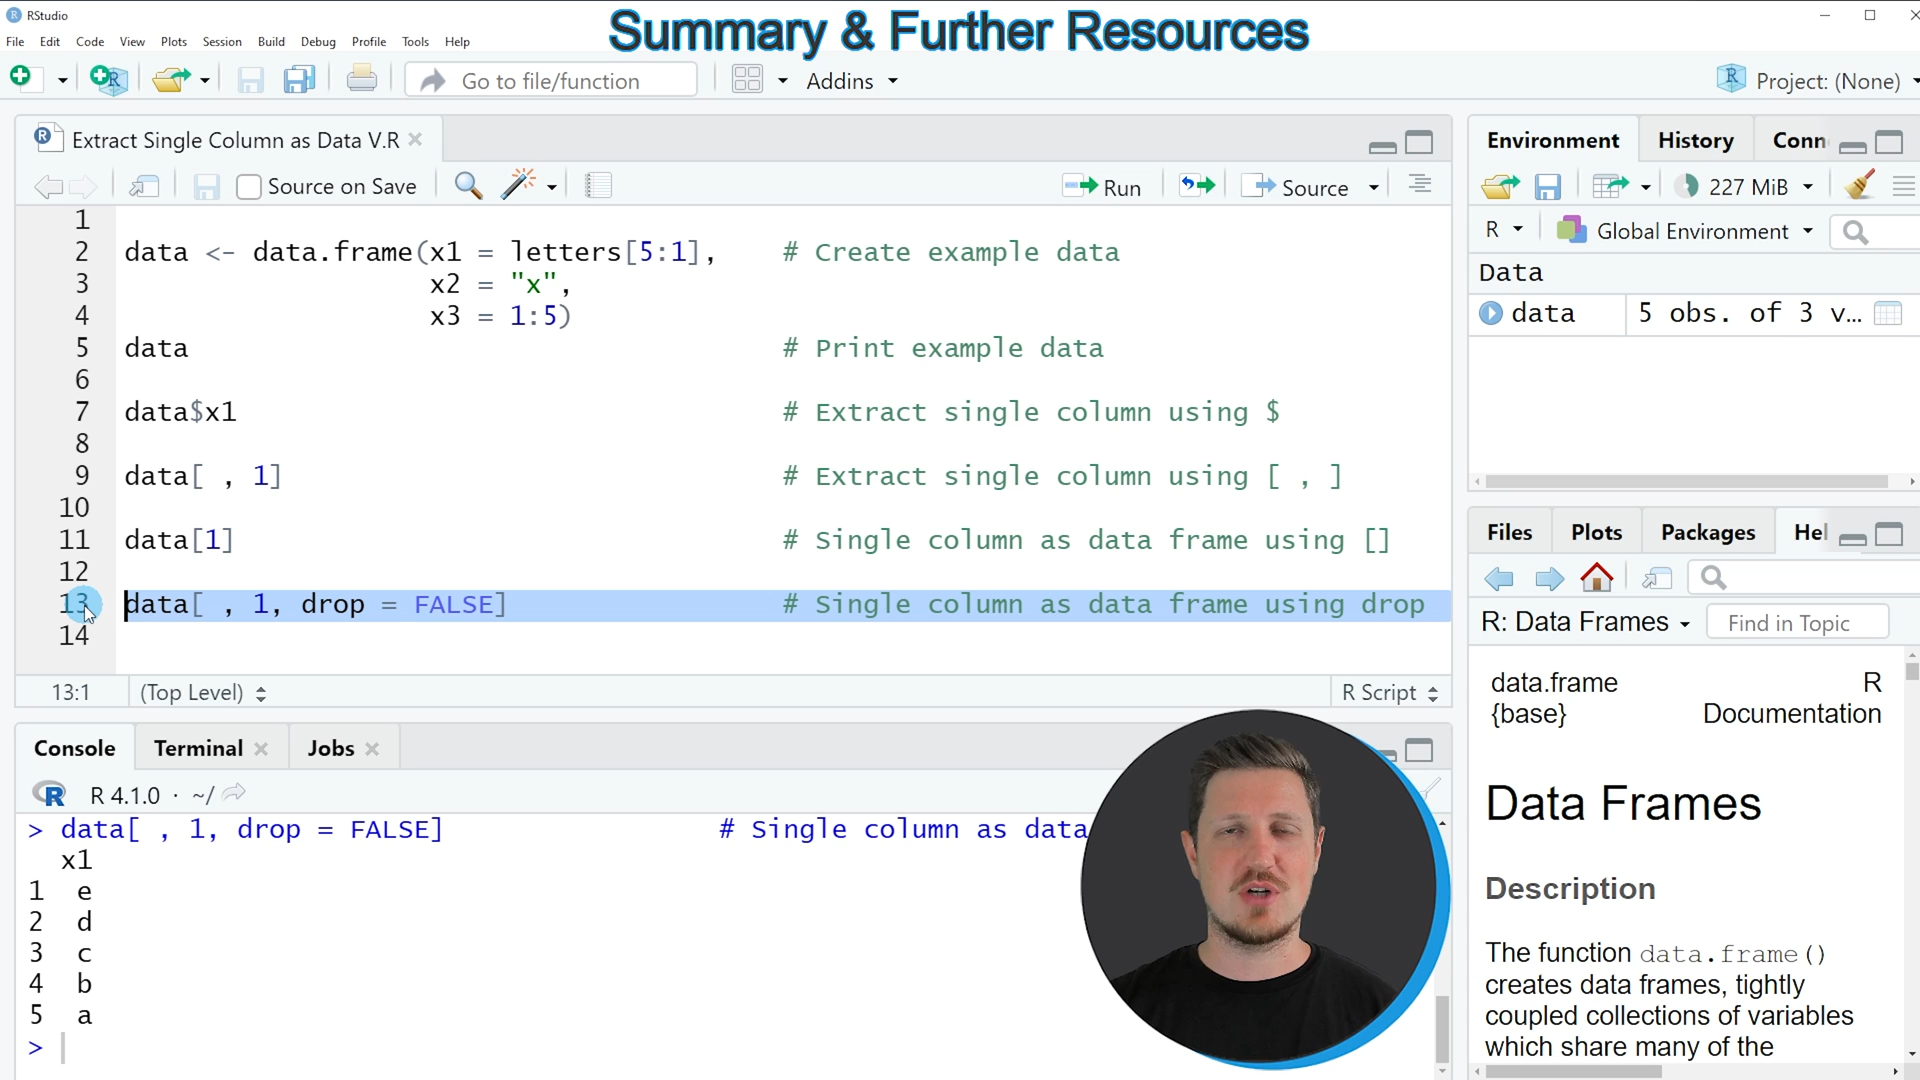 RStudio
Summary & Further Resources
File Edit Code View Plots Session Build Debug Profile Tools Help
Go to file/function Addins Project: (None)
Extract Single Column as Data V.R
Source on Save Run Source
1
2 data <- data.frame(x1 = letters[5:1], # Create example data
3 x2 = "x",
4 x3 = 1:5)
5 data # Print example data
6
7 data$x1 # Extract single column using $
8
9 data[ , 1] # Extract single column using [ , ]
10
11 data[1] # Single column as data frame using []
12
13 data[ , 1, drop = FALSE] # Single column as data frame using drop
14
13:1 (Top Level) R Script
Console Terminal Jobs
R 4.1.0 · ~/
> data[ , 1, drop = FALSE] # Single column as data
x1
1 e
2 d
3 c
4 b
5 a
>
Environment History Conn
227 MiB
R Global Environment
Data
data 5 obs. of 3 v...
Files Plots Packages Hel
R: Data Frames Find in Topic
data.frame R
{base} Documentation
Data Frames
Description
The function data.frame()
creates data frames, tightly
coupled collections of variables
which share many of the